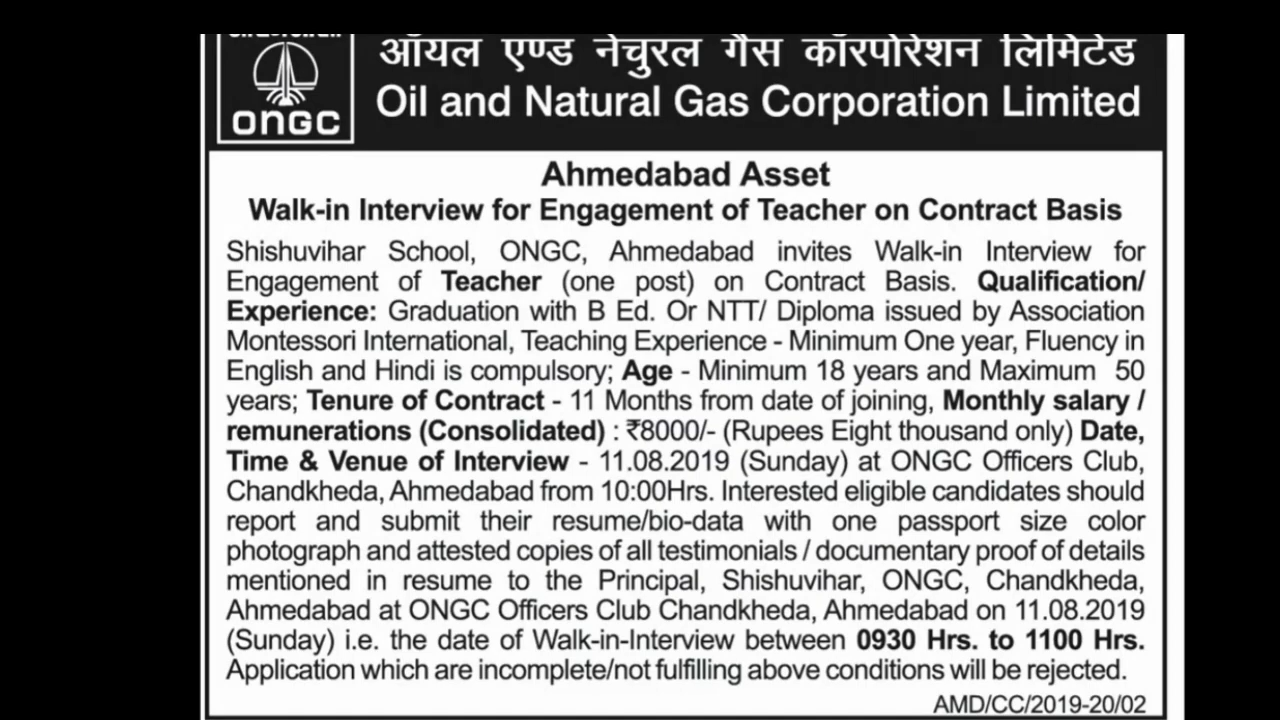 ऑयल एण्ड नेचुरल गैस कॉरपोरेशन लिमिटेड
ONGC
Oil and Natural Gas Corporation Limited
Ahmedabad Asset
Walk-in Interview for Engagement of Teacher on Contract Basis
Shishuvihar School, ONGC, Ahmedabad invites Walk-in Interview for
Engagement of Teacher (one post) on Contract Basis. Qualification/
Experience: Graduation with B Ed. Or NTT/ Diploma issued by Association
Montessori International, Teaching Experience - Minimum One year, Fluency in
English and Hindi is compulsory; Age - Minimum 18 years and Maximum 50
years; Tenure of Contract - 11 Months from date of joining, Monthly salary /
remunerations (Consolidated) : ₹8000/- (Rupees Eight thousand only) Date,
Time & Venue of Interview - 11.08.2019 (Sunday) at ONGC Officers Club,
Chandkheda, Ahmedabad from 10:00Hrs. Interested eligible candidates should
report and submit their resume/bio-data with one passport size color
photograph and attested copies of all testimonials / documentary proof of details
mentioned in resume to the Principal, Shishuvihar, ONGC, Chandkheda,
Ahmedabad at ONGC Officers Club Chandkheda, Ahmedabad on 11.08.2019
(Sunday) i.e. the date of Walk-in-Interview between 0930 Hrs. to 1100 Hrs.
Application which are incomplete/not fulfilling above conditions will be rejected.
AMD/CC/2019-20/02